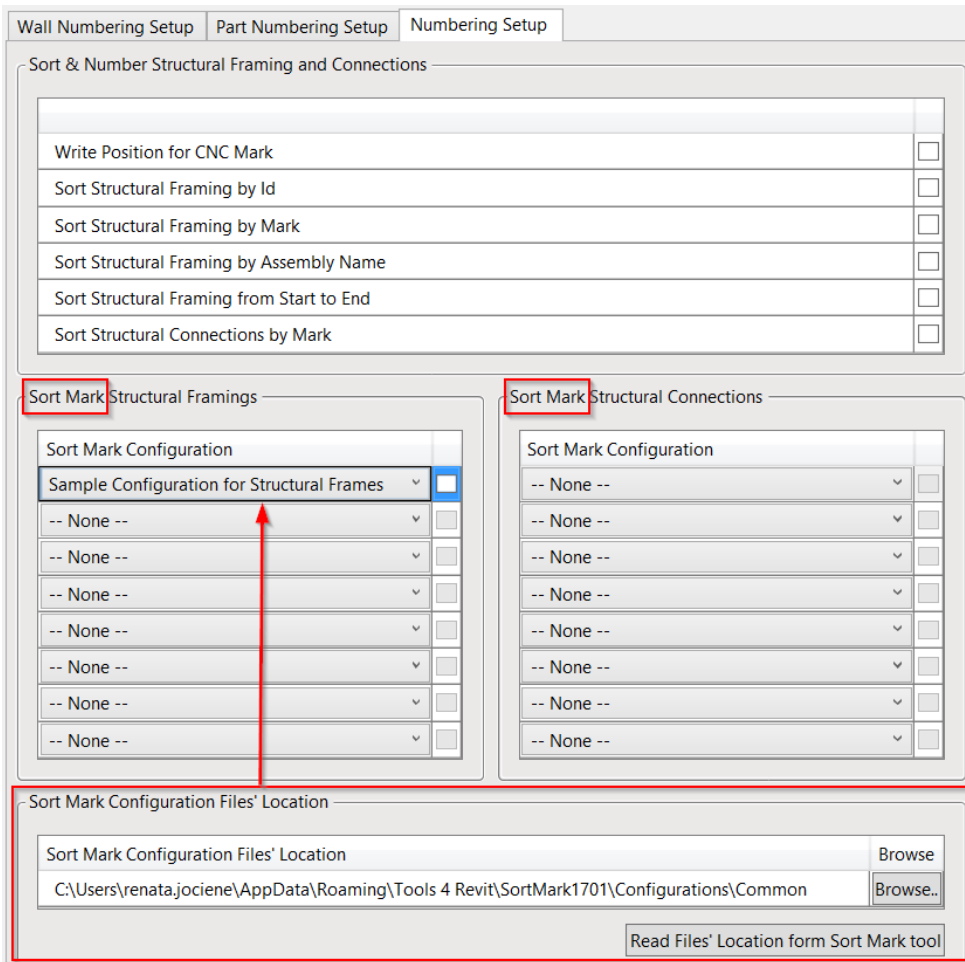 Wall Numbering Setup
Part Numbering Setup
Numbering Setup
Sort & Number Structural Framing and Connections
Write Position for CNC Mark
Sort Structural Framing by Id
Sort Structural Framing by Mark
Sort Structural Framing by Assembly Name
Sort Structural Framing from Start to End
Sort Structural Connections by Mark
Sort Mark Structural Framings
Sort Mark Configuration
Sample Configuration for Structural Frames
-- None --
-- None --
-- None --
-- None --
-- None --
-- None --
-- None --
Sort Mark Structural Connections
Sort Mark Configuration
-- None --
-- None --
-- None --
-- None --
-- None --
-- None --
-- None --
-- None --
Sort Mark Configuration Files' Location
Sort Mark Configuration Files' Location
Browse
C:\Users\renata.jociene\AppData\Roaming\Tools 4 Revit\SortMark1701\Configurations\Common
Browse..
Read Files' Location form Sort Mark tool